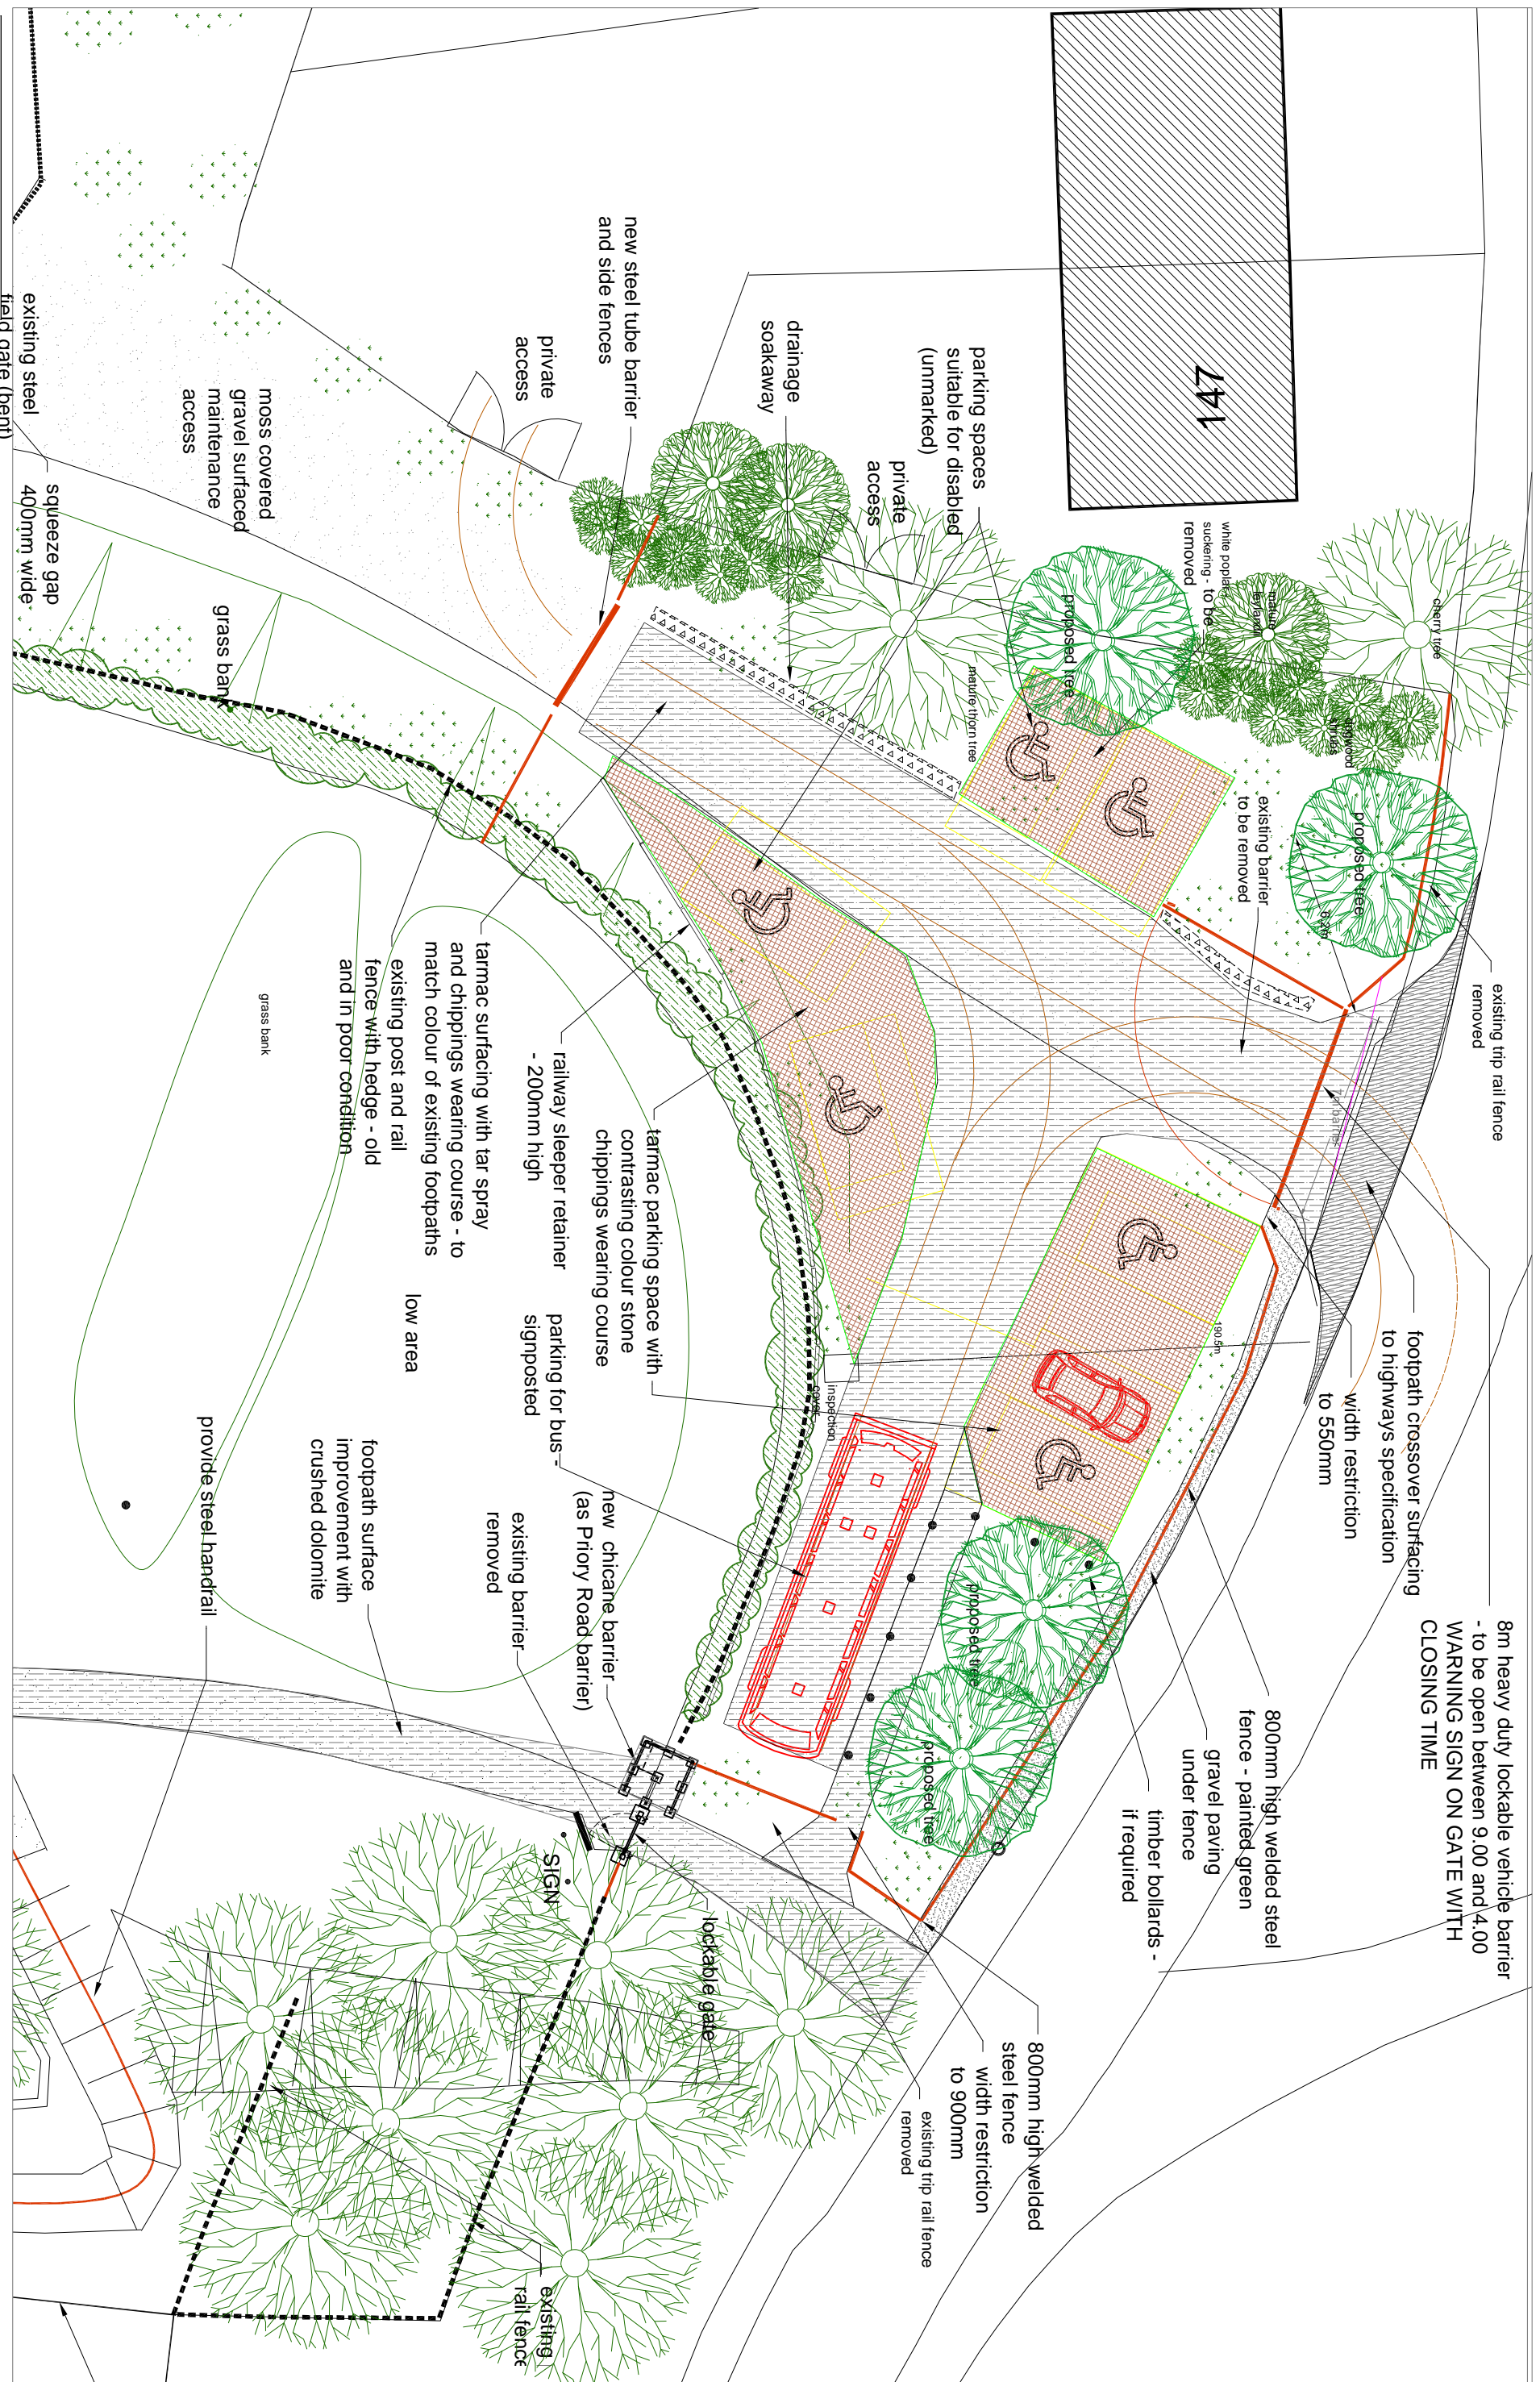 8m heavy duty lockable vehicle barrier
- to be open between 9.00 and 4.00
WARNING SIGN ON GATE WITH
CLOSING TIME
existing trip rail fence
removed
footpath crossover surfacing
to highways specification
width restriction
to 550mm
800mm high welded steel
fence - painted green
gravel paving
under fence
timber bollards -
if required
800mm high welded
steel fence
width restriction
to 900mm
existing trip rail fence
removed
cherry tree
mature
leylandii
dogwood
shrubs
proposed tree
6.2m
white poplar
suckering - to be
removed
existing barrier
to be removed
147
190.5m
proposed tree
mature thorn tree
parking spaces
suitable for disabled
(unmarked)
private
access
drainage
soakaway
proposed tree
proposed tree
inspection
cover
lockable gate
new steel tube barrier
and side fences
private
access
tarmac parking space with
contrasting colour stone
chippings wearing course
railway sleeper retainer
- 200mm high
parking for bus -
signposted
new chicane barrier
(as Priory Road barrier)
existing barrier
removed
SIGN
existing
rail fence
tarmac surfacing with tar spray
and chippings wearing course - to
match colour of existing footpaths
existing post and rail
fence with hedge - old
and in poor condition
low area
footpath surface
improvement with
crushed dolomite
moss covered
gravel surfaced
maintenance
access
grass bank
grass bank
provide steel handrail
squeeze gap
400mm wide
existing steel
field gate (bent)